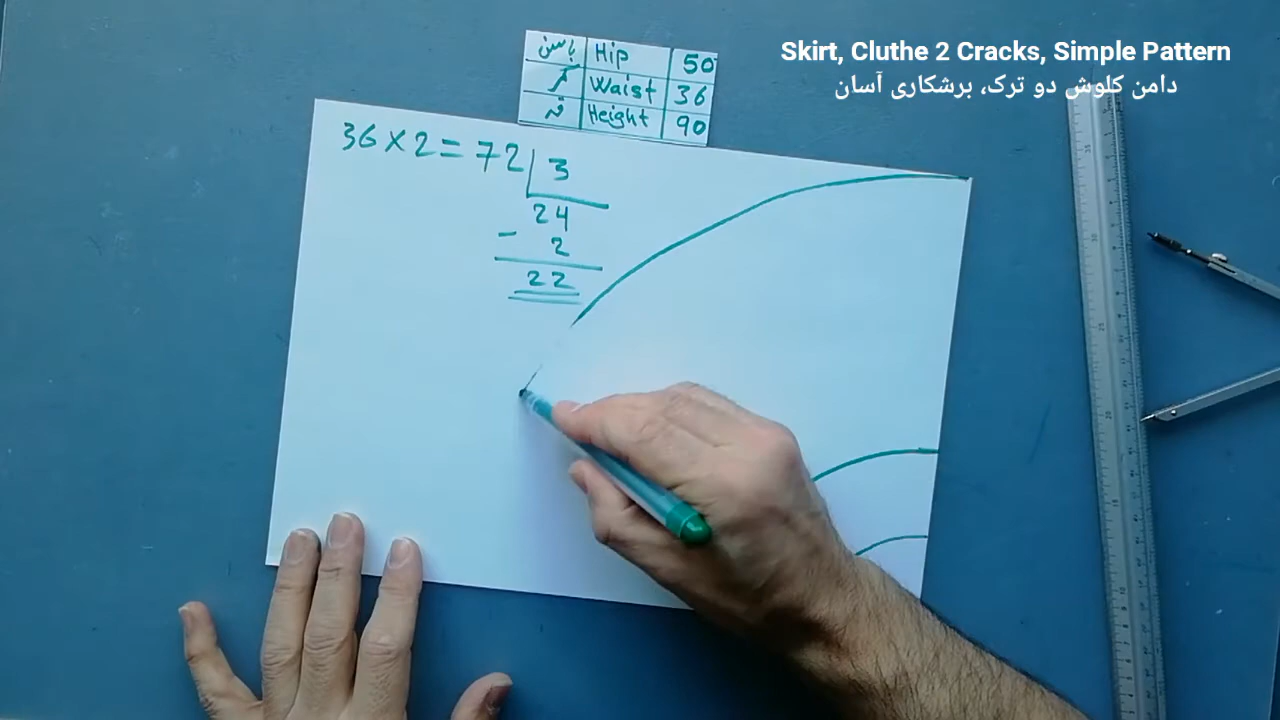 Skirt, Cluthe 2 Cracks, Simple Pattern
دامن کلوش دو ترک، برشکاری آسان
باسن Hip 50
کمر Waist 36
قد Height 90
36 × 2 = 72 3
24
- 2
22